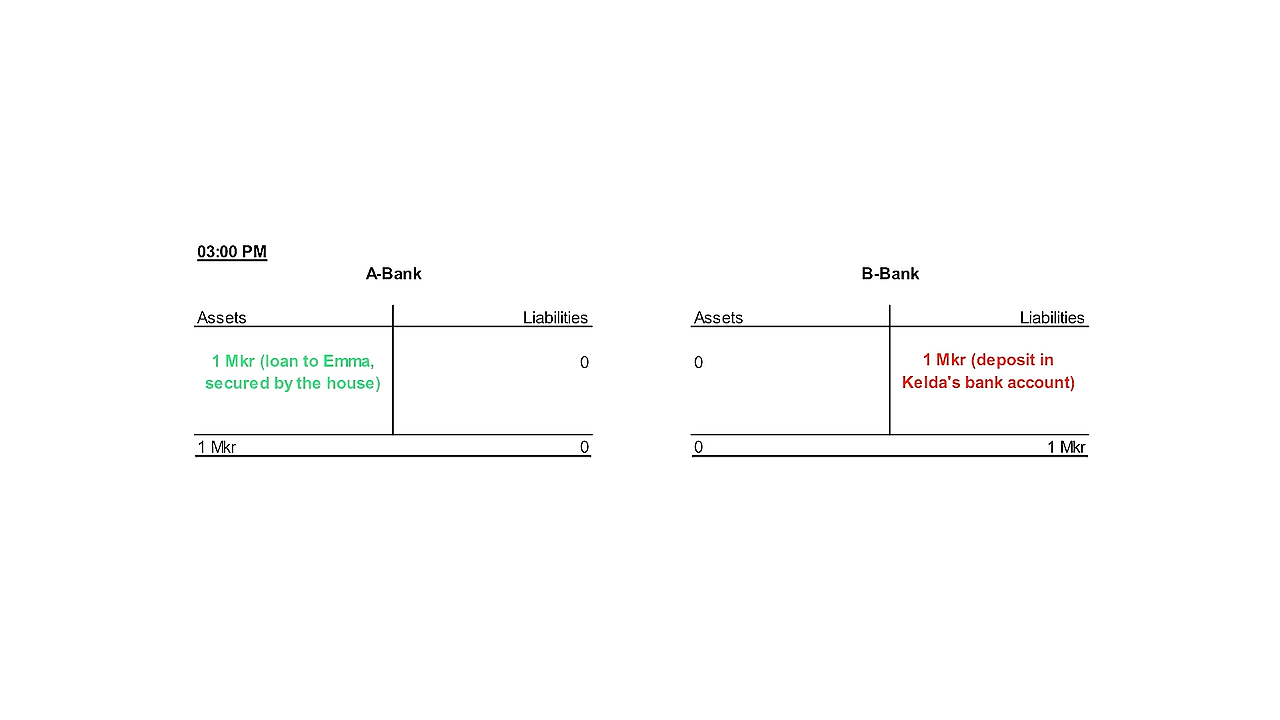 03:00 PM
A-Bank
B-Bank
Assets
Liabilities
Assets
Liabilities
1 Mkr (loan to Emma,
secured by the house)
0
0
1 Mkr (deposit in
Kelda's bank account)
1 Mkr
0
0
1 Mkr